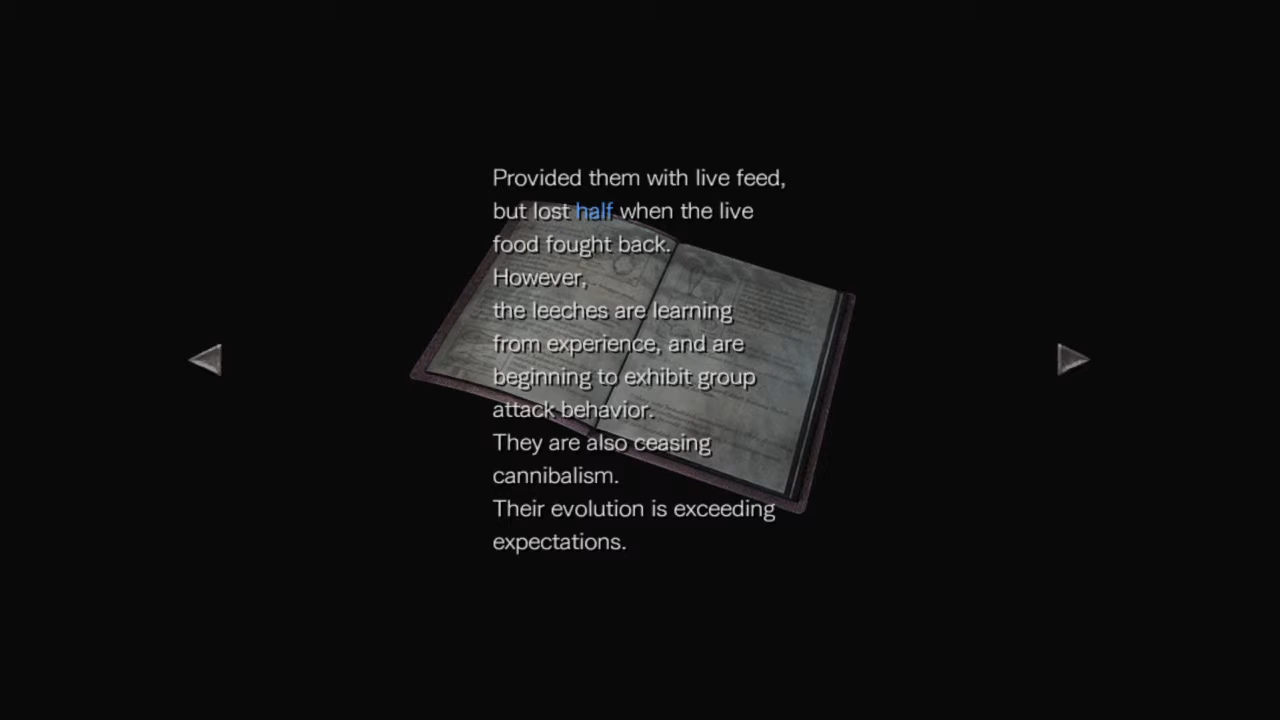 Provided them with live feed,
but lost half when the live
food fought back.
However,
the leeches are learning
from experience, and are
beginning to exhibit group
attack behavior.
They are also ceasing
cannibalism.
Their evolution is exceeding
expectations.